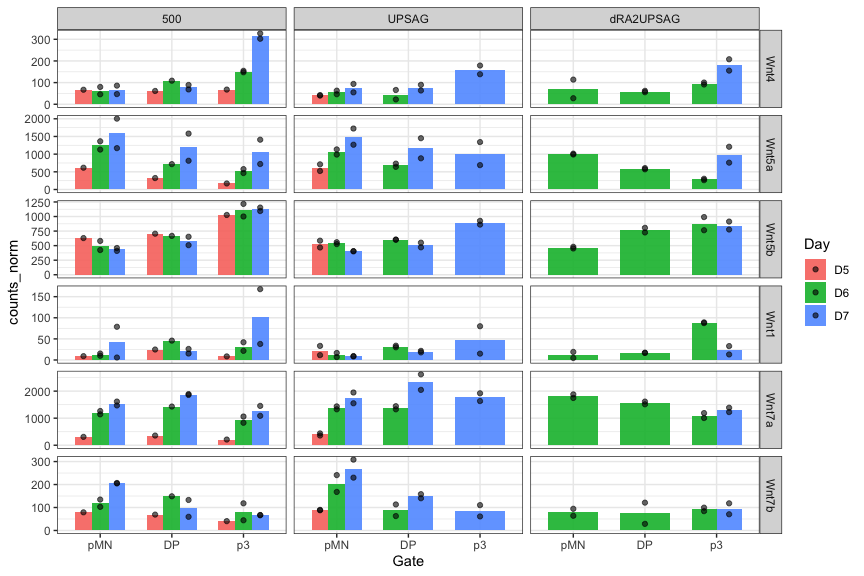 500 UPSAG dRA2UPSAG
300
200
100
0
Wnt4
2000
1500
1000
500
0
Wnt5a
1250
1000
750
500
250
0
Wnt5b
150
100
50
0
Wnt1
2000
1000
0
Wnt7a
300
200
100
0
Wnt7b
counts_norm
pMN DP p3 pMN DP p3 pMN DP p3
Gate
Day
D5
D6
D7